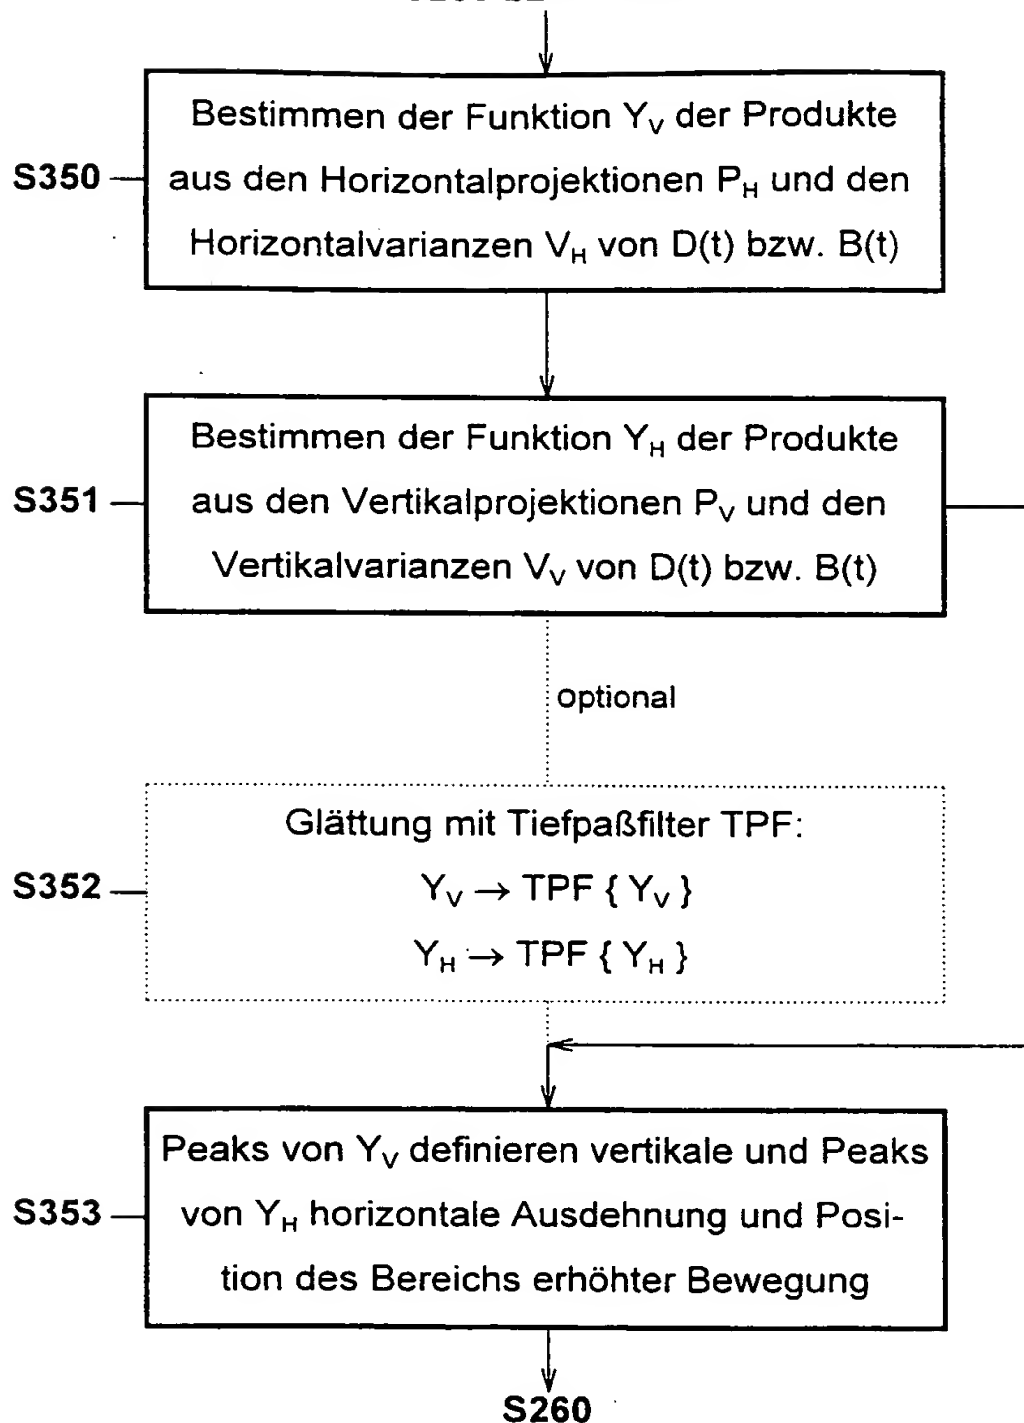 Bestimmen der Funktion Y_V der Produkte
S350
aus den Horizontalprojektionen P_H und den
Horizontalvarianzen V_H von D(t) bzw. B(t)
Bestimmen der Funktion Y_H der Produkte
S351
aus den Vertikalprojektionen P_V und den
Vertikalvarianzen V_V von D(t) bzw. B(t)
optional
Glättung mit Tiefpaßfilter TPF:
S352
Y_V → TPF { Y_V }
Y_H → TPF { Y_H }
Peaks von Y_V definieren vertikale und Peaks
S353
von Y_H horizontale Ausdehnung und Posi-
tion des Bereichs erhöhter Bewegung
S260